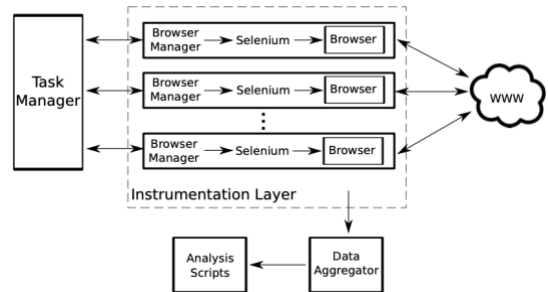 Task
Manager
Browser
Manager
Selenium
Browser
Browser
Manager
Selenium
Browser
Browser
Manager
Selenium
Browser
www
Instrumentation Layer
Analysis
Scripts
Data
Aggregator